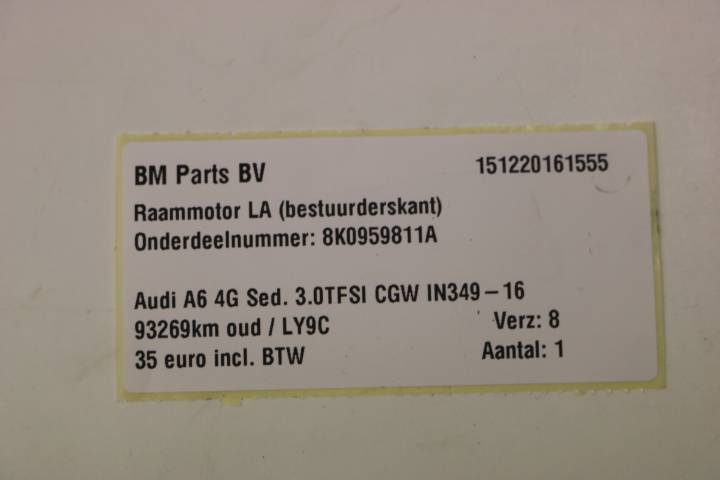 BM Parts BV 151220161555
Raammotor LA (bestuurderskant)
Onderdeelnummer: 8K0959811A
Audi A6 4G Sed. 3.0TFSI CGW IN349-16
93269km oud / LY9C Verz: 8
35 euro incl. BTW Aantal: 1